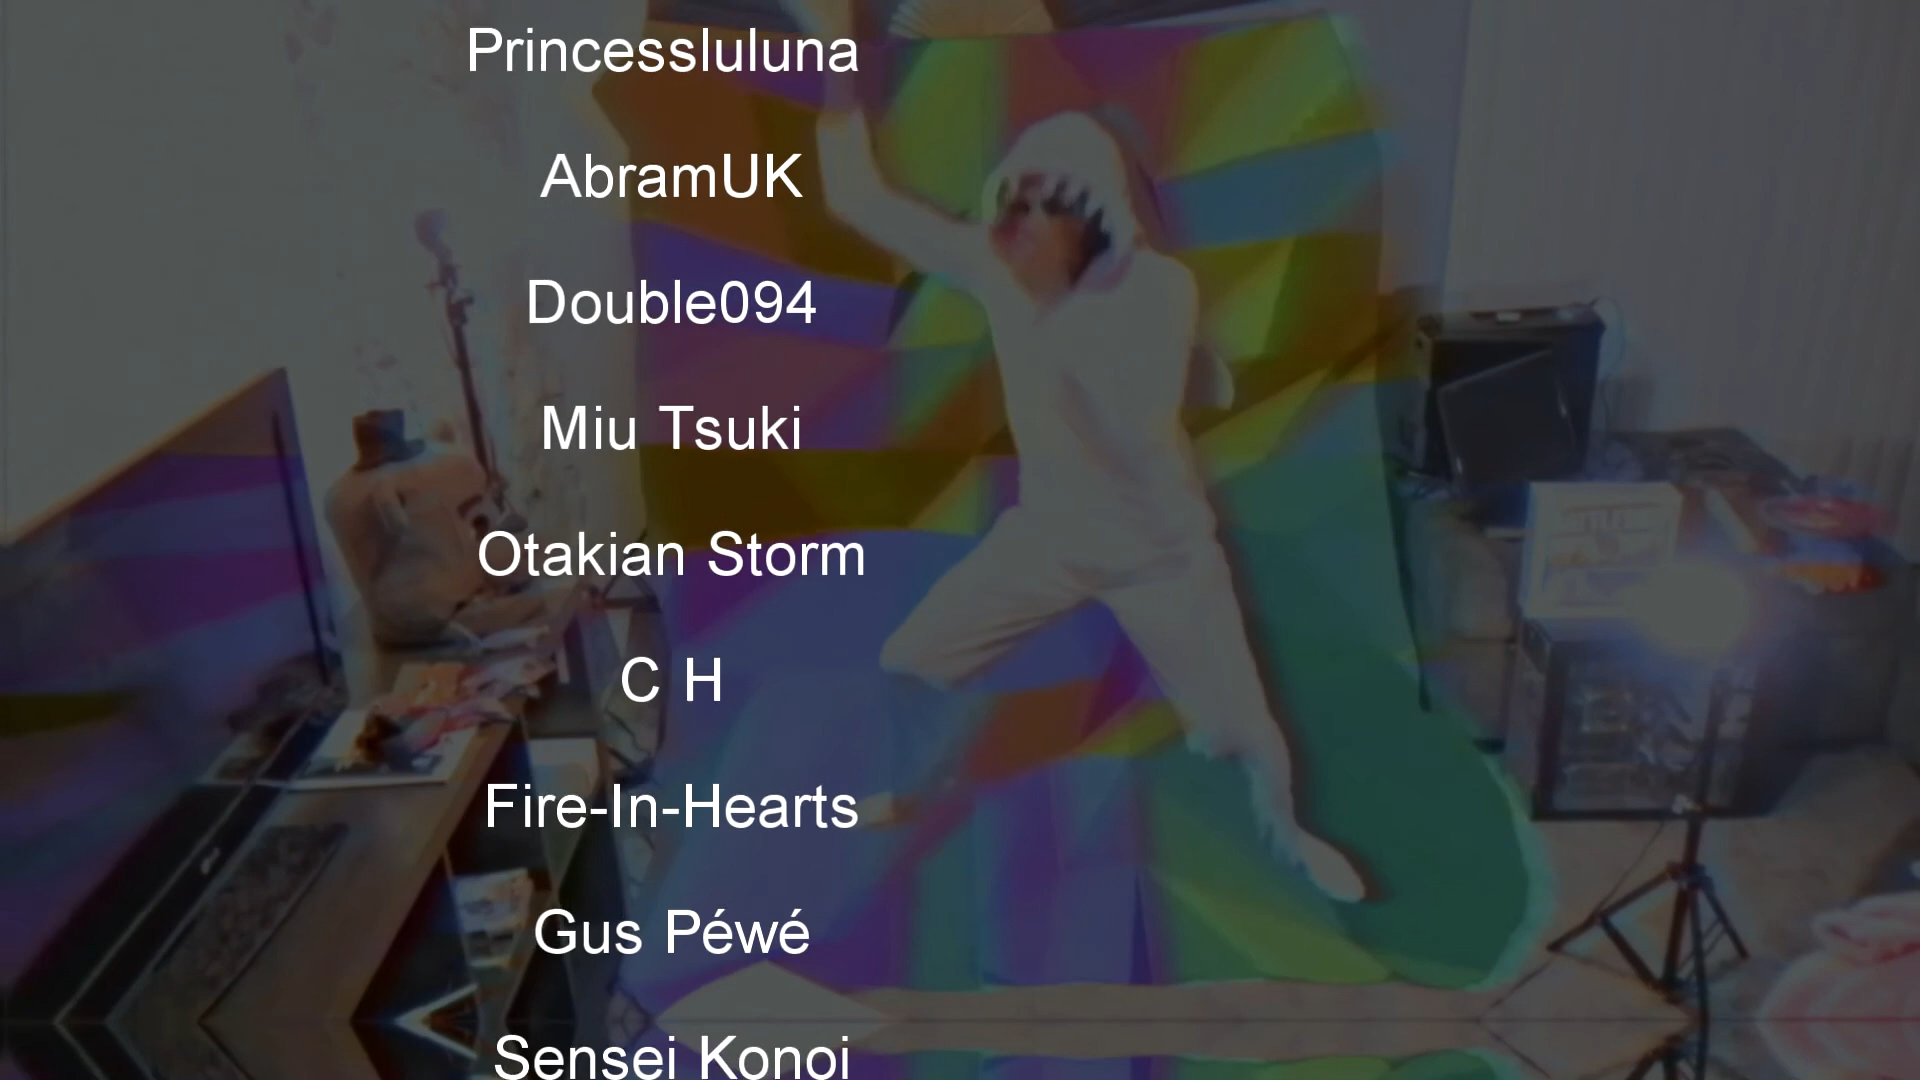 Princessluluna
AbramUK
Double094
Miu Tsuki
Otakian Storm
C H
Fire-In-Hearts
Gus Péwé
Sensei Konoi